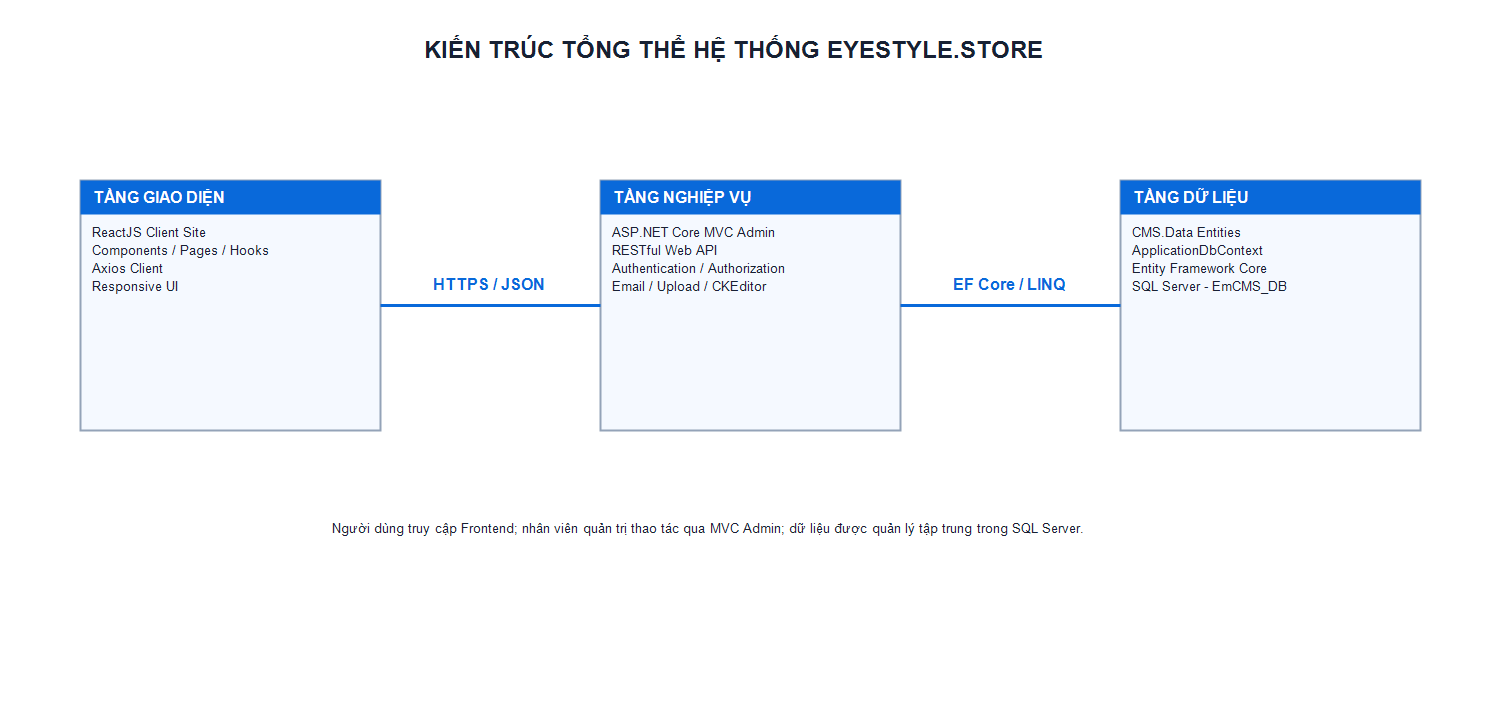 KIẾN TRÚC TỔNG THỂ HỆ THỐNG EYESTYLE.STORE
TẦNG GIAO DIỆN
ReactJS Client Site
Components / Pages / Hooks
Axios Client
Responsive UI
HTTPS / JSON
TẦNG NGHIỆP VỤ
ASP.NET Core MVC Admin
RESTful Web API
Authentication / Authorization
Email / Upload / CKEditor
EF Core / LINQ
TẦNG DỮ LIỆU
CMS.Data Entities
ApplicationDbContext
Entity Framework Core
SQL Server - EmCMS_DB
Người dùng truy cập Frontend; nhân viên quản trị thao tác qua MVC Admin; dữ liệu được quản lý tập trung trong SQL Server.